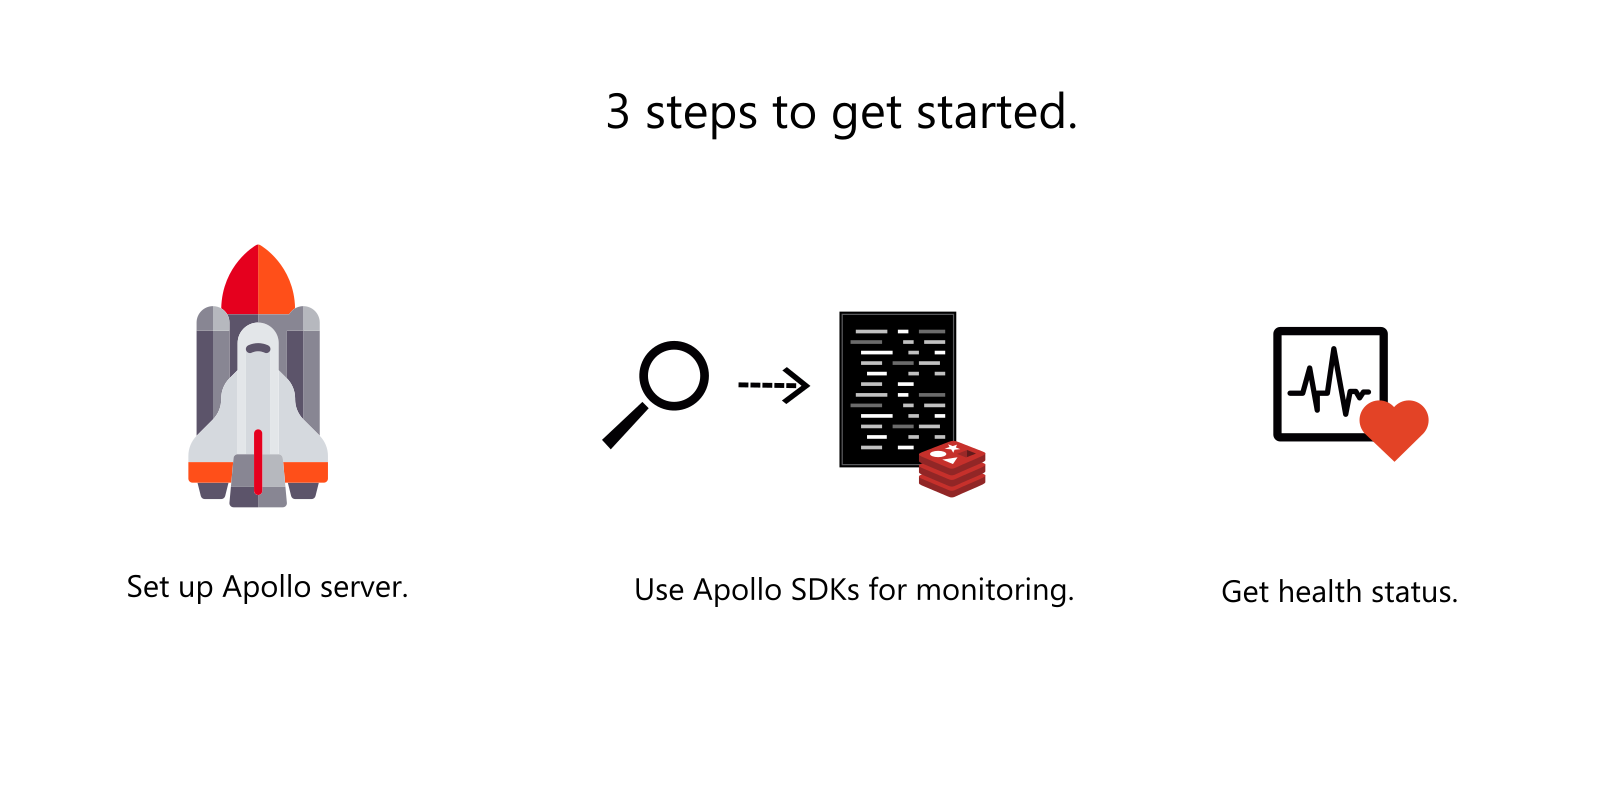 3 steps to get started.
Set up Apollo server.
Use Apollo SDKs for monitoring.
Get health status.